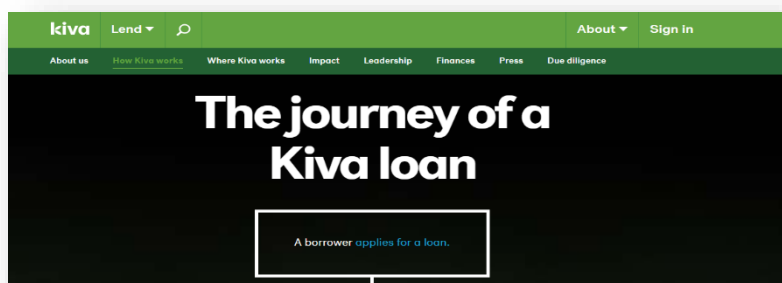 kiva Lend About Sign in
About us How Kiva works Where Kiva works Impact Leadership Finances Press Due diligence
The journey of a
Kiva loan
A borrower applies for a loan.